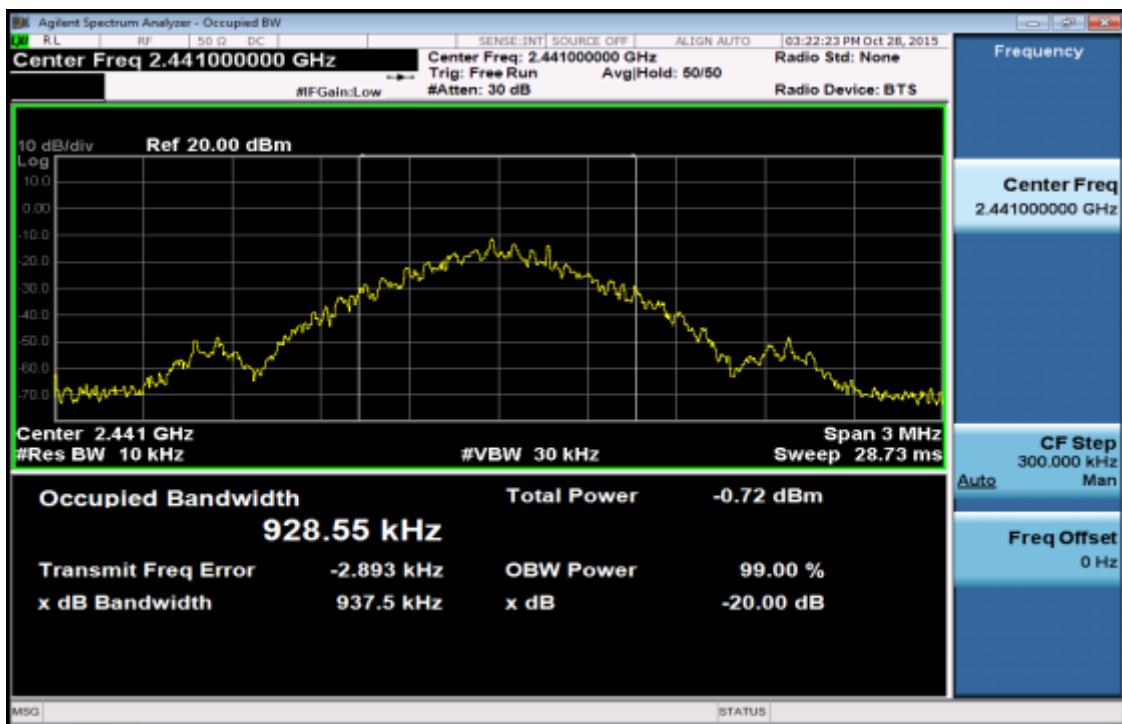 Agilent Spectrum Analyzer - Occupied BW
RL RF 50 Ω DC SENSE:INT SOURCE OFF ALIGN AUTO 03:22:23 PM Oct 28, 2015
Center Freq 2.441000000 GHz
Center Freq: 2.441000000 GHz Radio Std: None
Trig: Free Run Avg|Hold: 50/50
#IFGain:Low #Atten: 30 dB Radio Device: BTS
10 dB/div Ref 20.00 dBm
Log
10.0
0.00
-10.0
-20.0
-30.0
-40.0
-50.0
-60.0
-70.0
Center 2.441 GHz Span 3 MHz
#Res BW 10 kHz #VBW 30 kHz Sweep 28.73 ms
Occupied Bandwidth Total Power -0.72 dBm
928.55 kHz
Transmit Freq Error -2.893 kHz OBW Power 99.00 %
x dB Bandwidth 937.5 kHz x dB -20.00 dB
MSG STATUS
Frequency
Center Freq
2.441000000 GHz
CF Step
300.000 kHz
Auto Man
Freq Offset
0 Hz